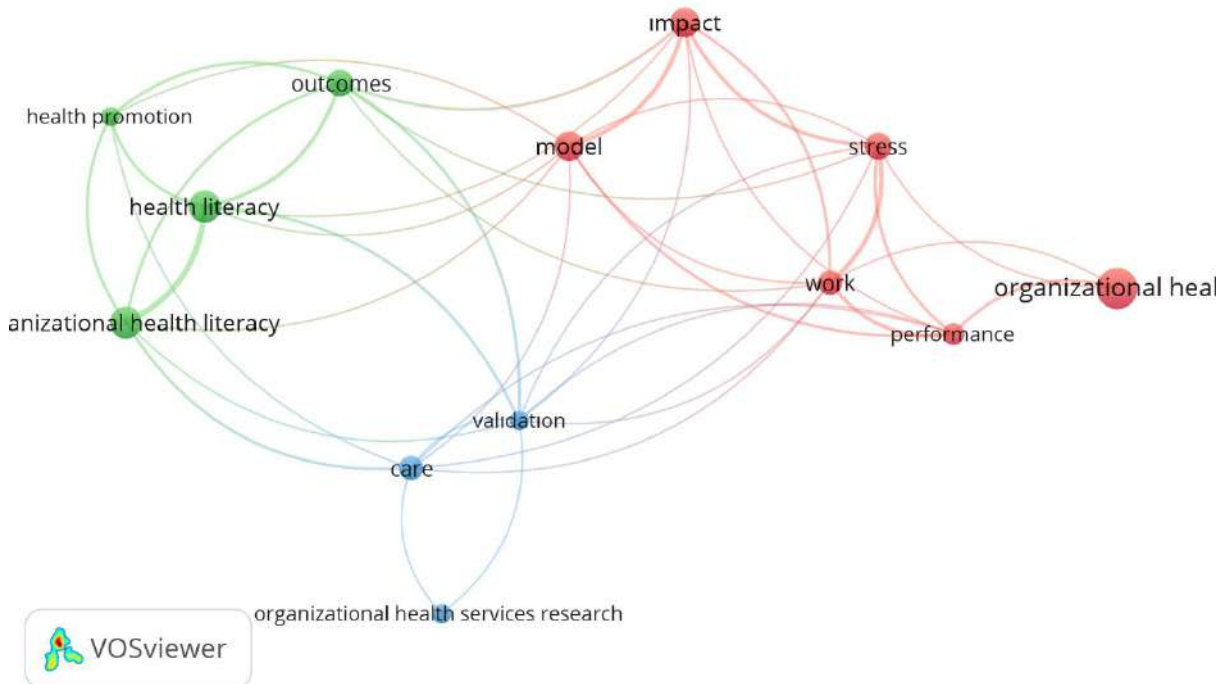 impact
outcomes
health promotion
model
stress
health literacy
work
organizational heal
anizational health literacy
performance
validation
care
organizational health services research
VOSviewer